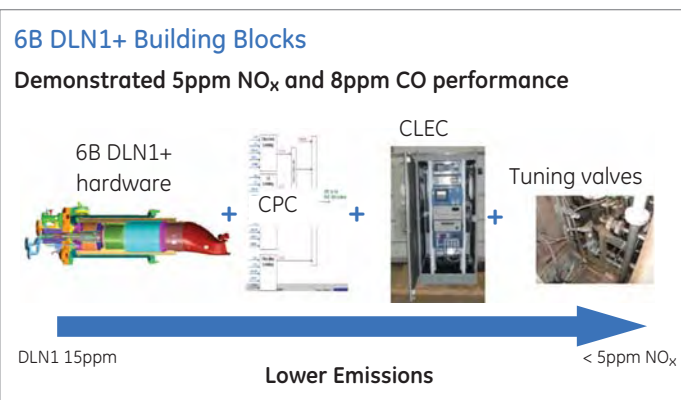 6B DLN1+ Building Blocks
Demonstrated 5ppm NOx and 8ppm CO performance
6B DLN1+
hardware
+
CPC
+
CLEC
+
Tuning valves
DLN1 15ppm
< 5ppm NOx
Lower Emissions